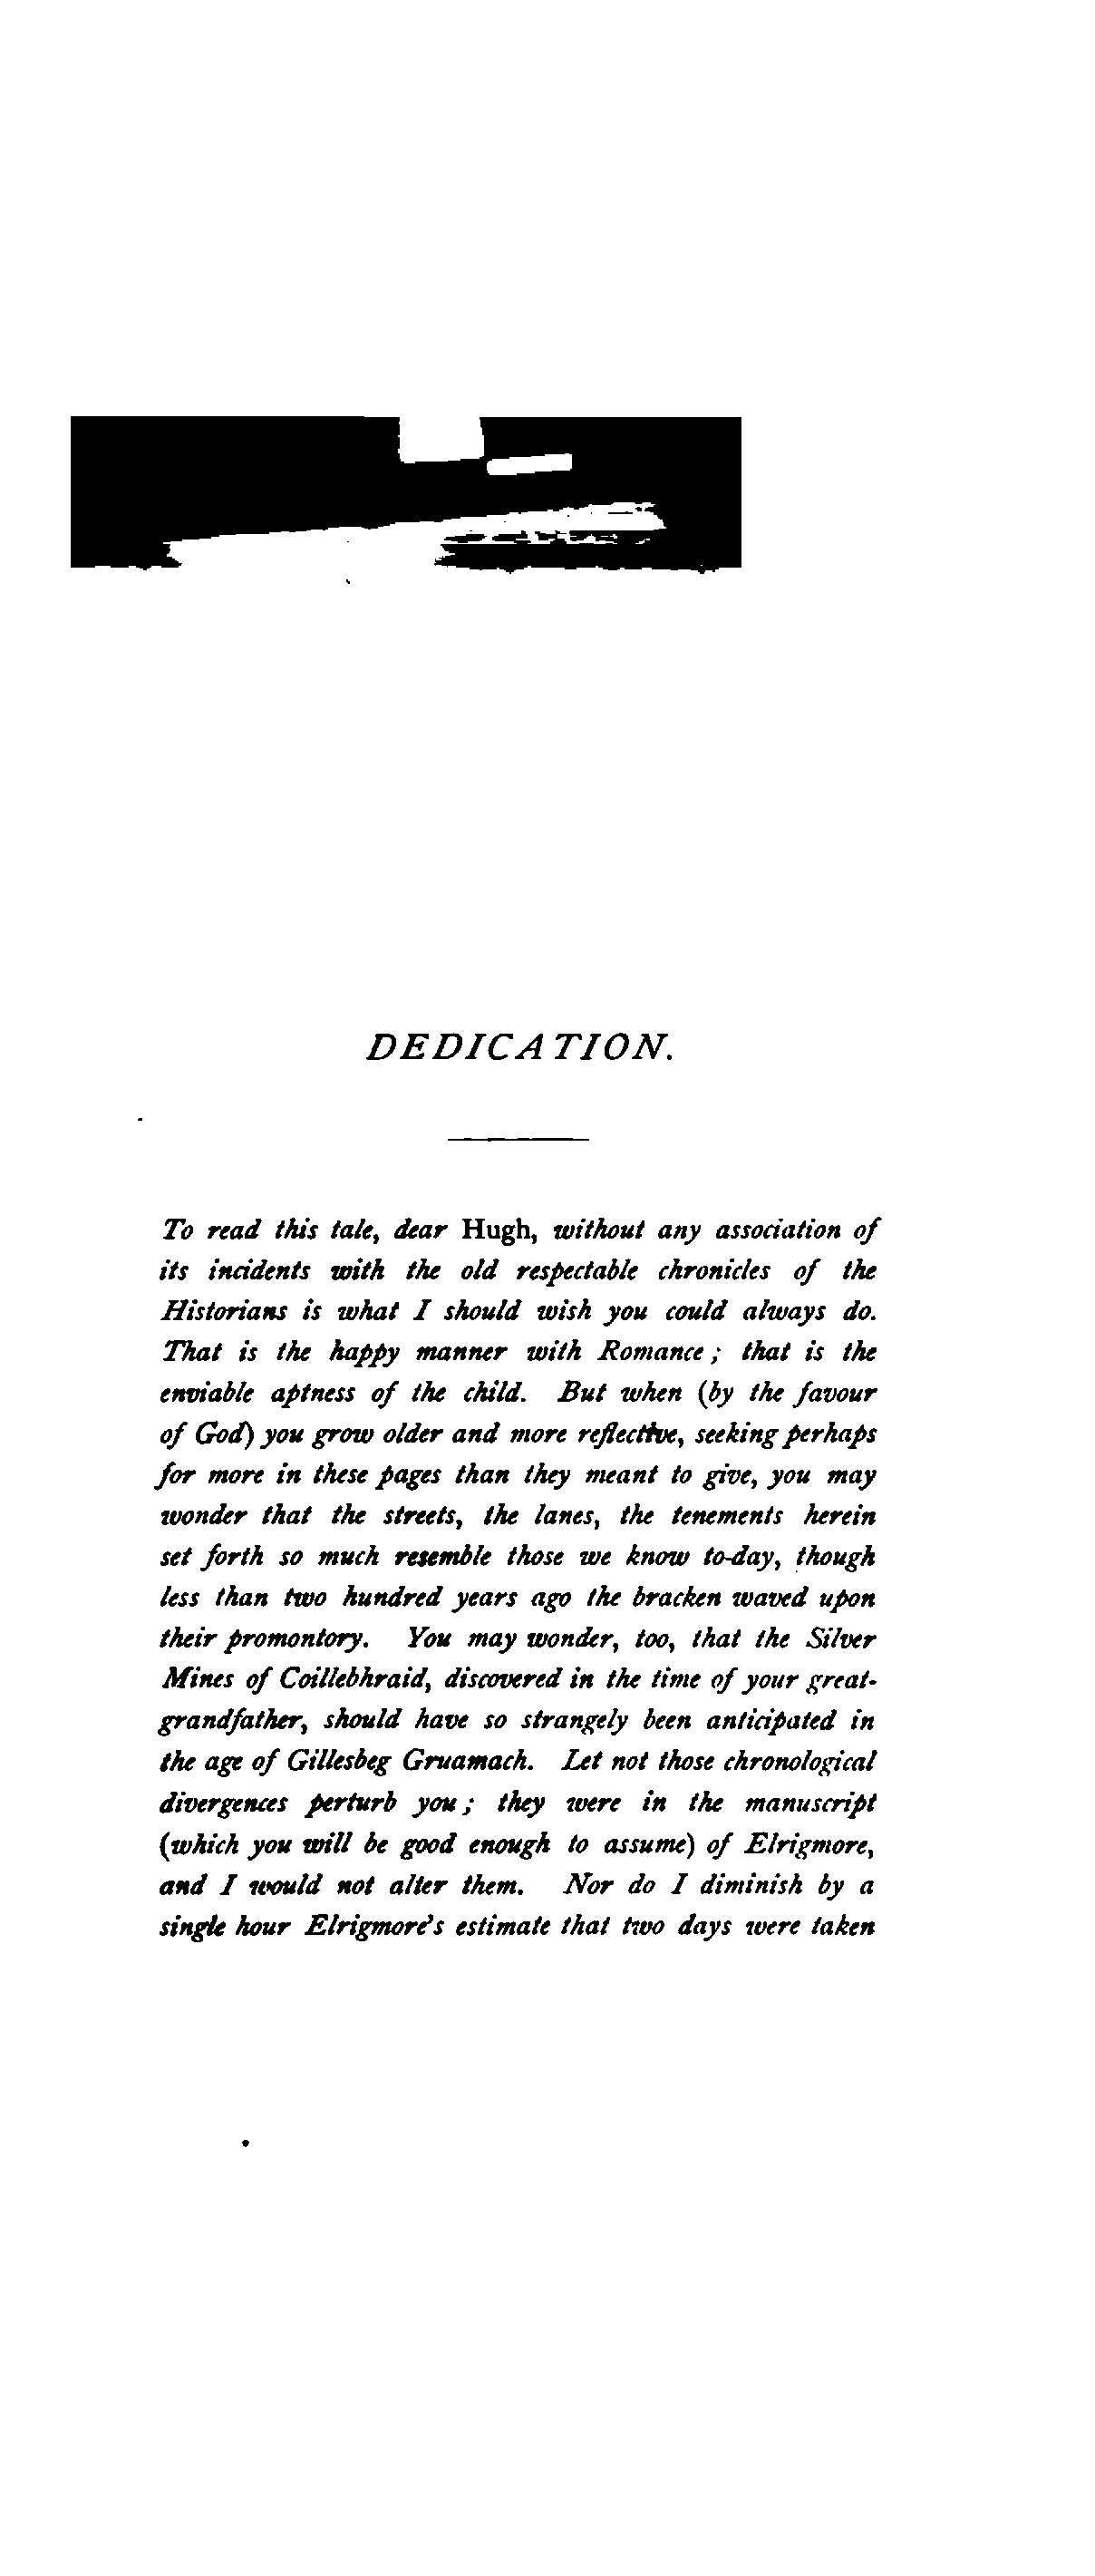 DEDICATION.
To read this tale, dear Hugh, without any association of
its incidents with the old respectable chronicles of the
Historians is what I should wish you could always do.
That is the happy manner with Romance; that is the
enviable aptness of the child. But when (by the favour
of God) you grow older and more reflective, seeking perhaps
for more in these pages than they meant to give, you may
wonder that the streets, the lanes, the tenements herein
set forth so much resemble those we know to-day, though
less than two hundred years ago the bracken waved upon
their promontory. You may wonder, too, that the Silver
Mines of Coillebhraid, discovered in the time of your great-
grandfather, should have so strangely been anticipated in
the age of Gillesbeg Gruamach. Let not those chronological
divergences perturb you; they were in the manuscript
(which you will be good enough to assume) of Elrigmore,
and I would not alter them. Nor do I diminish by a
single hour Elrigmore's estimate that two days were taken